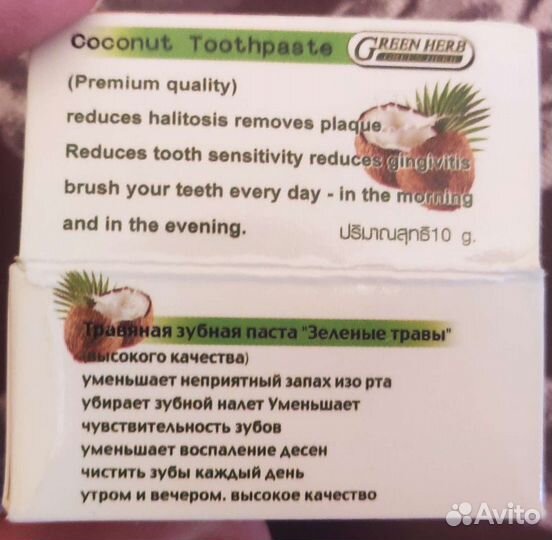 Coconut Toothpaste GREEN HERB
GREEN HERB
(Premium quality)
reduces halitosis removes plaque
Reduces tooth sensitivity reduces gingivitis
brush your teeth every day - in the morning
and in the evening.
ปริมาณสุทธิ10 g.
Травяная зубная паста "Зеленые травы"
(высокого качества)
уменьшает неприятный запах изо рта
убирает зубной налет Уменьшает
чувствительность зубов
уменьшает воспаление десен
чистить зубы каждый день
утром и вечером. высокое качество
Avito